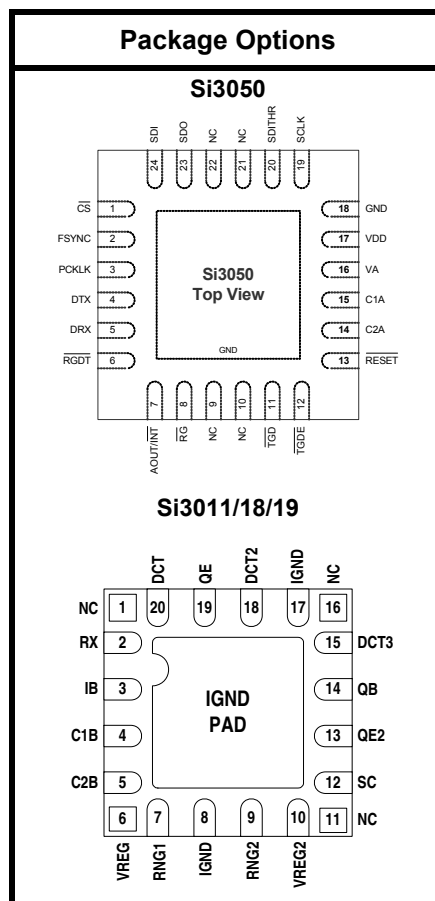 Package Options
Si3050
SDI
SDO
NC
NC
SDITHR
SCLK
24
23
22
21
20
19
CS 1
18 GND
FSYNC 2
17 VDD
PCKLK 3
Si3050
16 VA
Top View
DTX 4
15 C1A
DRX 5
14 C2A
GND
RGDT 6
13 RESET
7
8
9
10
11
12
AOUT/INT
RG
NC
NC
TGD
TGDE
Si3011/18/19
DCT
QE
DCT2
IGND
NC
NC 1 20 19 18 17 16
RX 2
15 DCT3
IB 3
IGND
14 QB
PAD
C1B 4
13 QE2
C2B 5
12 SC
6 7 8 9 10 11 NC
VREG
RNG1
IGND
RNG2
VREG2